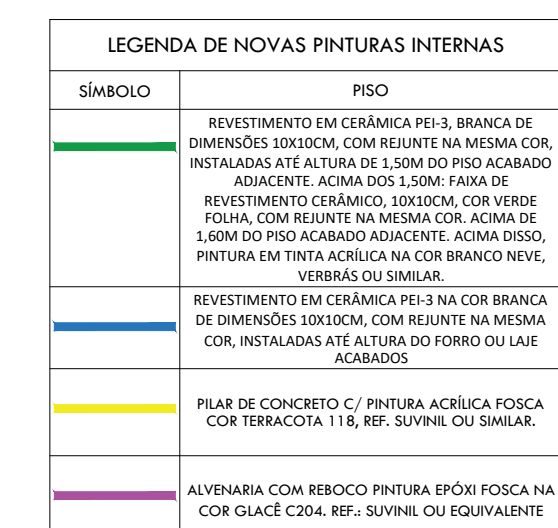 LEGENDA DE NOVAS PINTURAS INTERNAS
SÍMBOLO
PISO
REVESTIMENTO EM CERÂMICA PEI-3, BRANCA DE
DIMENSÕES 10X10CM, COM REJUNTE NA MESMA COR,
INSTALADAS ATÉ ALTURA DE 1,50M DO PISO ACABADO
ADJACENTE. ACIMA DOS 1,50M: FAIXA DE
REVESTIMENTO CERÂMICO, 10X10CM, COR VERDE
FOLHA, COM REJUNTE NA MESMA COR. ACIMA DE
1,60M DO PISO ACABADO ADJACENTE. ACIMA DISSO,
PINTURA EM TINTA ACRÍLICA NA COR BRANCO NEVE,
VERBRÁS OU SIMILAR.
REVESTIMENTO EM CERÂMICA PEI-3 NA COR BRANCA
DE DIMENSÕES 10X10CM, COM REJUNTE NA MESMA
COR, INSTALADAS ATÉ ALTURA DO FORRO OU LAJE
ACABADOS
PILAR DE CONCRETO C/ PINTURA ACRÍLICA FOSCA
COR TERRACOTA 118, REF. SUVINIL OU SIMILAR.
ALVENARIA COM REBOCO PINTURA EPÓXI FOSCA NA
COR GLACÊ C204. REF.: SUVINIL OU EQUIVALENTE